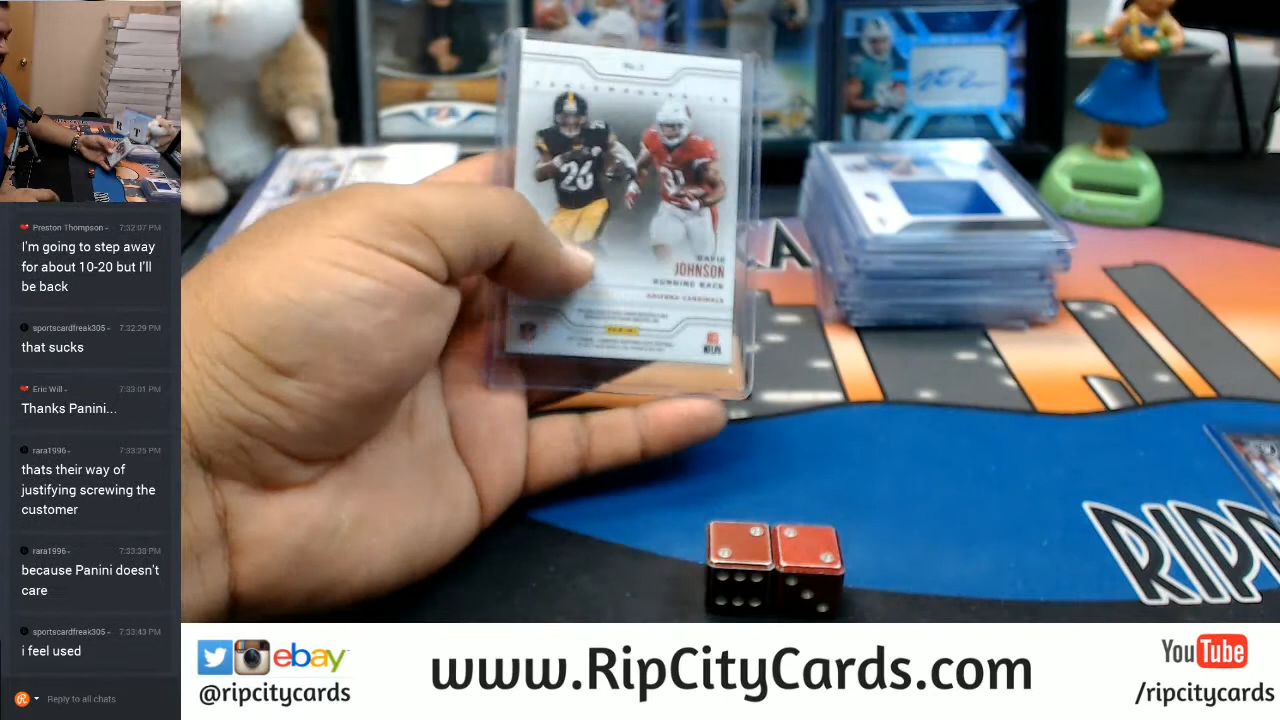 Preston Thompson - 7:32:07 PM
I'm going to step away
for about 10-20 but I'll
be back
sportscardfreak305 - 7:32:29 PM
that sucks
Eric Will - 7:33:01 PM
Thanks Panini...
rara1996 - 7:33:25 PM
thats their way of
justifying screwing the
customer
rara1996 - 7:33:38 PM
because Panini doesn't
care
sportscardfreak305 - 7:33:43 PM
i feel used
Reply to all chats
26
31
DAVID
JOHNSON
RUNNING BACK
ARIZONA CARDINALS
PANINI
NFLPA
RIPP
ebay
@ripcitycards
www.RipCityCards.com
YouTube
/ripcitycards